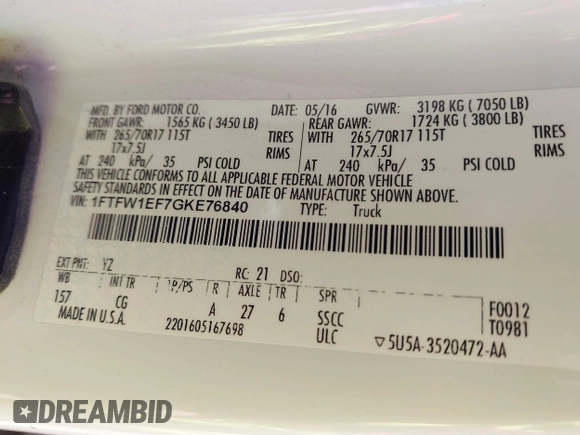 MFD. BY FORD MOTOR CO. DATE: 05/16 GVWR: 3198 KG ( 7050 LB)
FRONT GAWR: 1565 KG ( 3450 LB) REAR GAWR: 1724 KG ( 3800 LB)
WITH 265/70R17 115T TIRES WITH 265/70R17 115T TIRES
17x7.5J RIMS 17x7.5J RIMS
AT 240 kPa/ 35 PSI COLD AT 240 kPa/ 35 PSI COLD
THIS VEHICLE CONFORMS TO ALL APPLICABLE FEDERAL MOTOR VEHICLE
SAFETY STANDARDS IN EFFECT ON THE DATE OF MANUFACTURE SHOWN ABOVE.
VIN: 1FTFW1EF7GKE76840 TYPE: Truck
EXT PNT: YZ RC: 21 DSO:
WB INT TR TP/PS R AXLE TR SPR
157 CG A 27 6 SSCC F0012
MADE IN U.S.A. 2201605167698 ULC ▽5U5A-3520472-AA T0981
DREAMBID